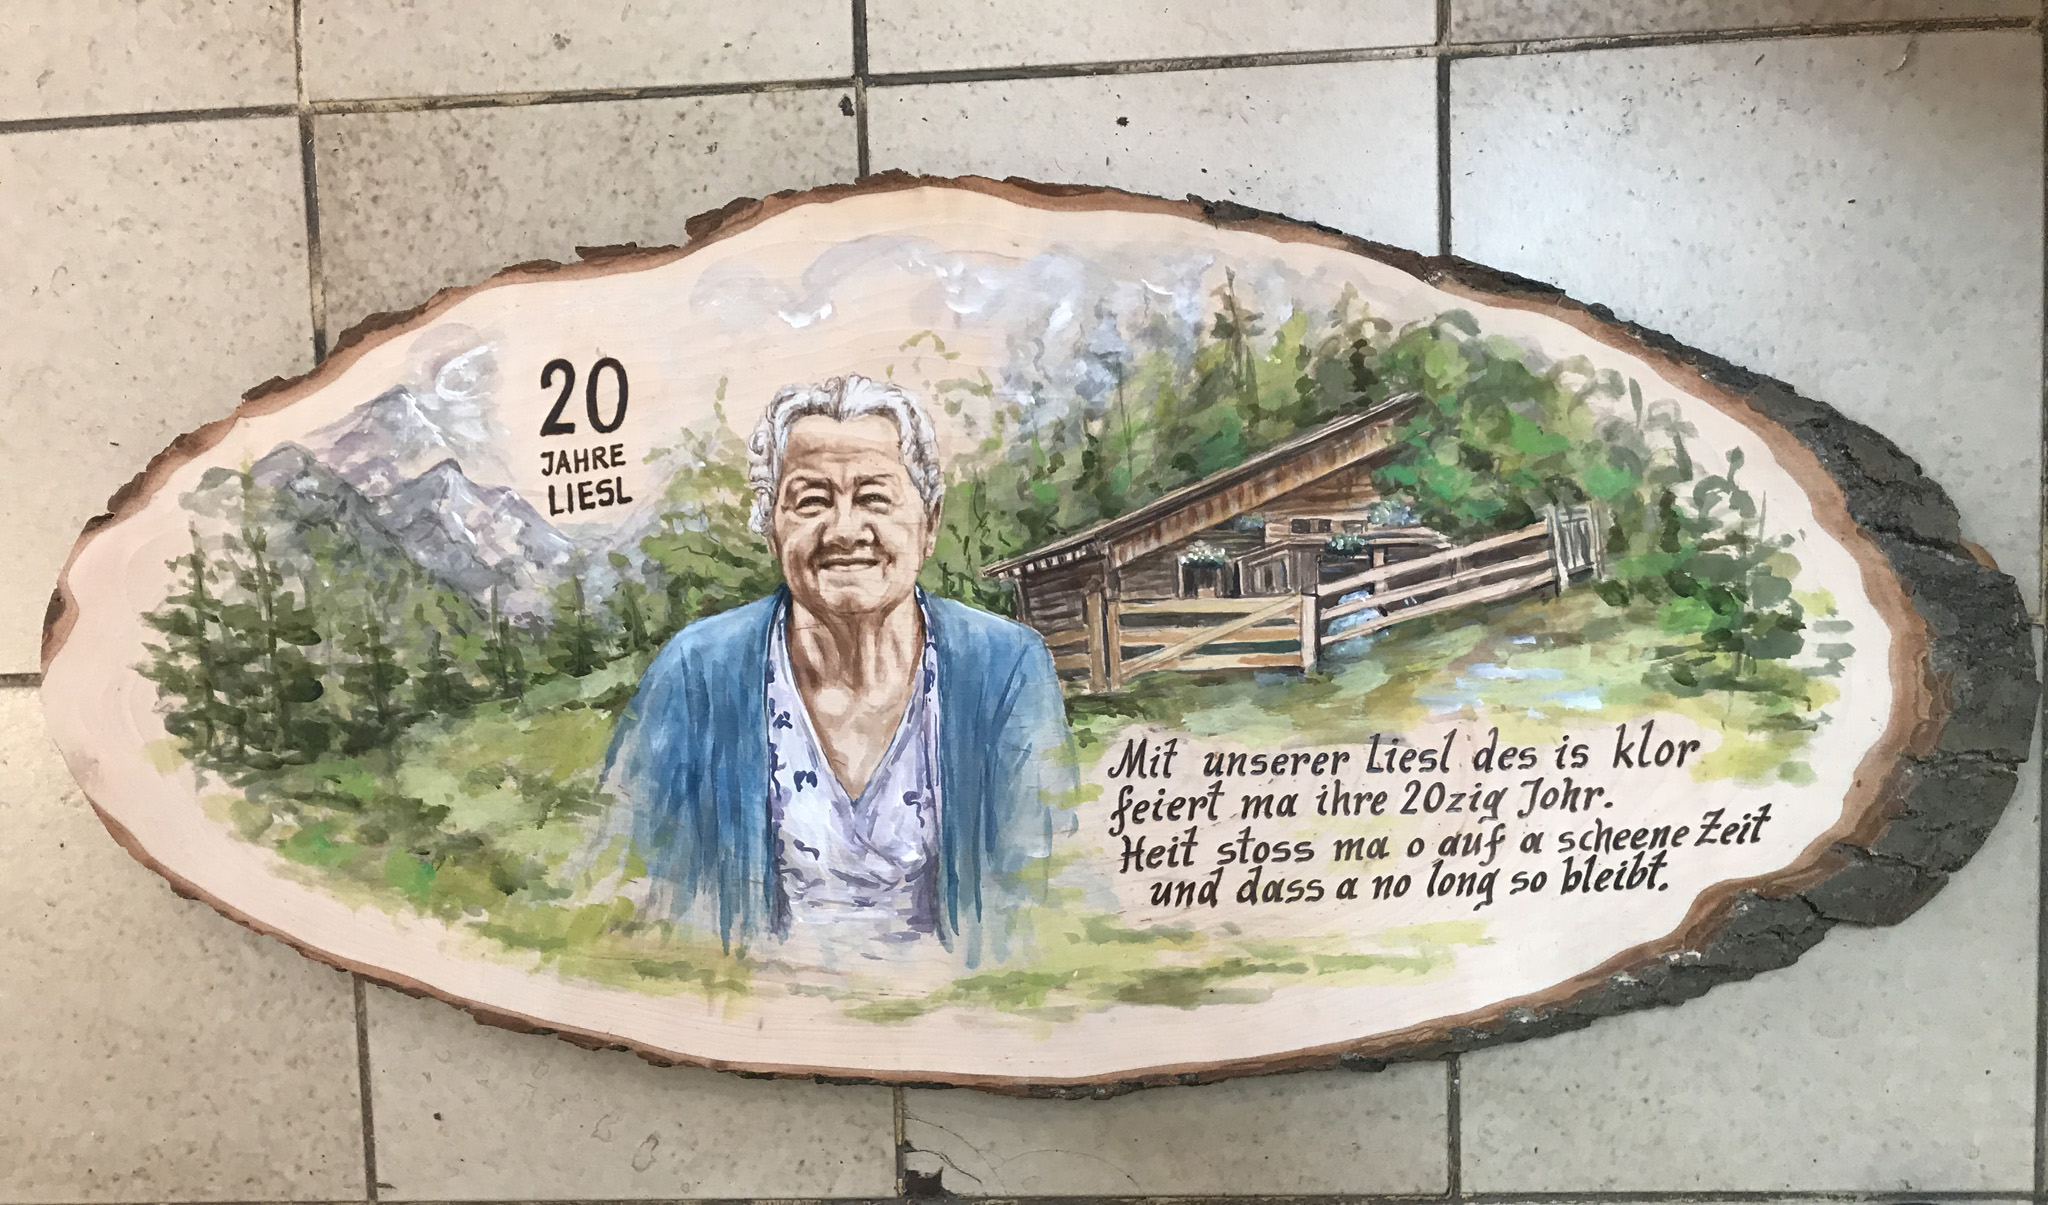 20
JAHRE
LIESL
Mit unserer Liesl des is klor
feiert ma ihre 20zig Johr.
Heit stoss ma o auf a scheene Zeit
und dass a no long so bleibt.